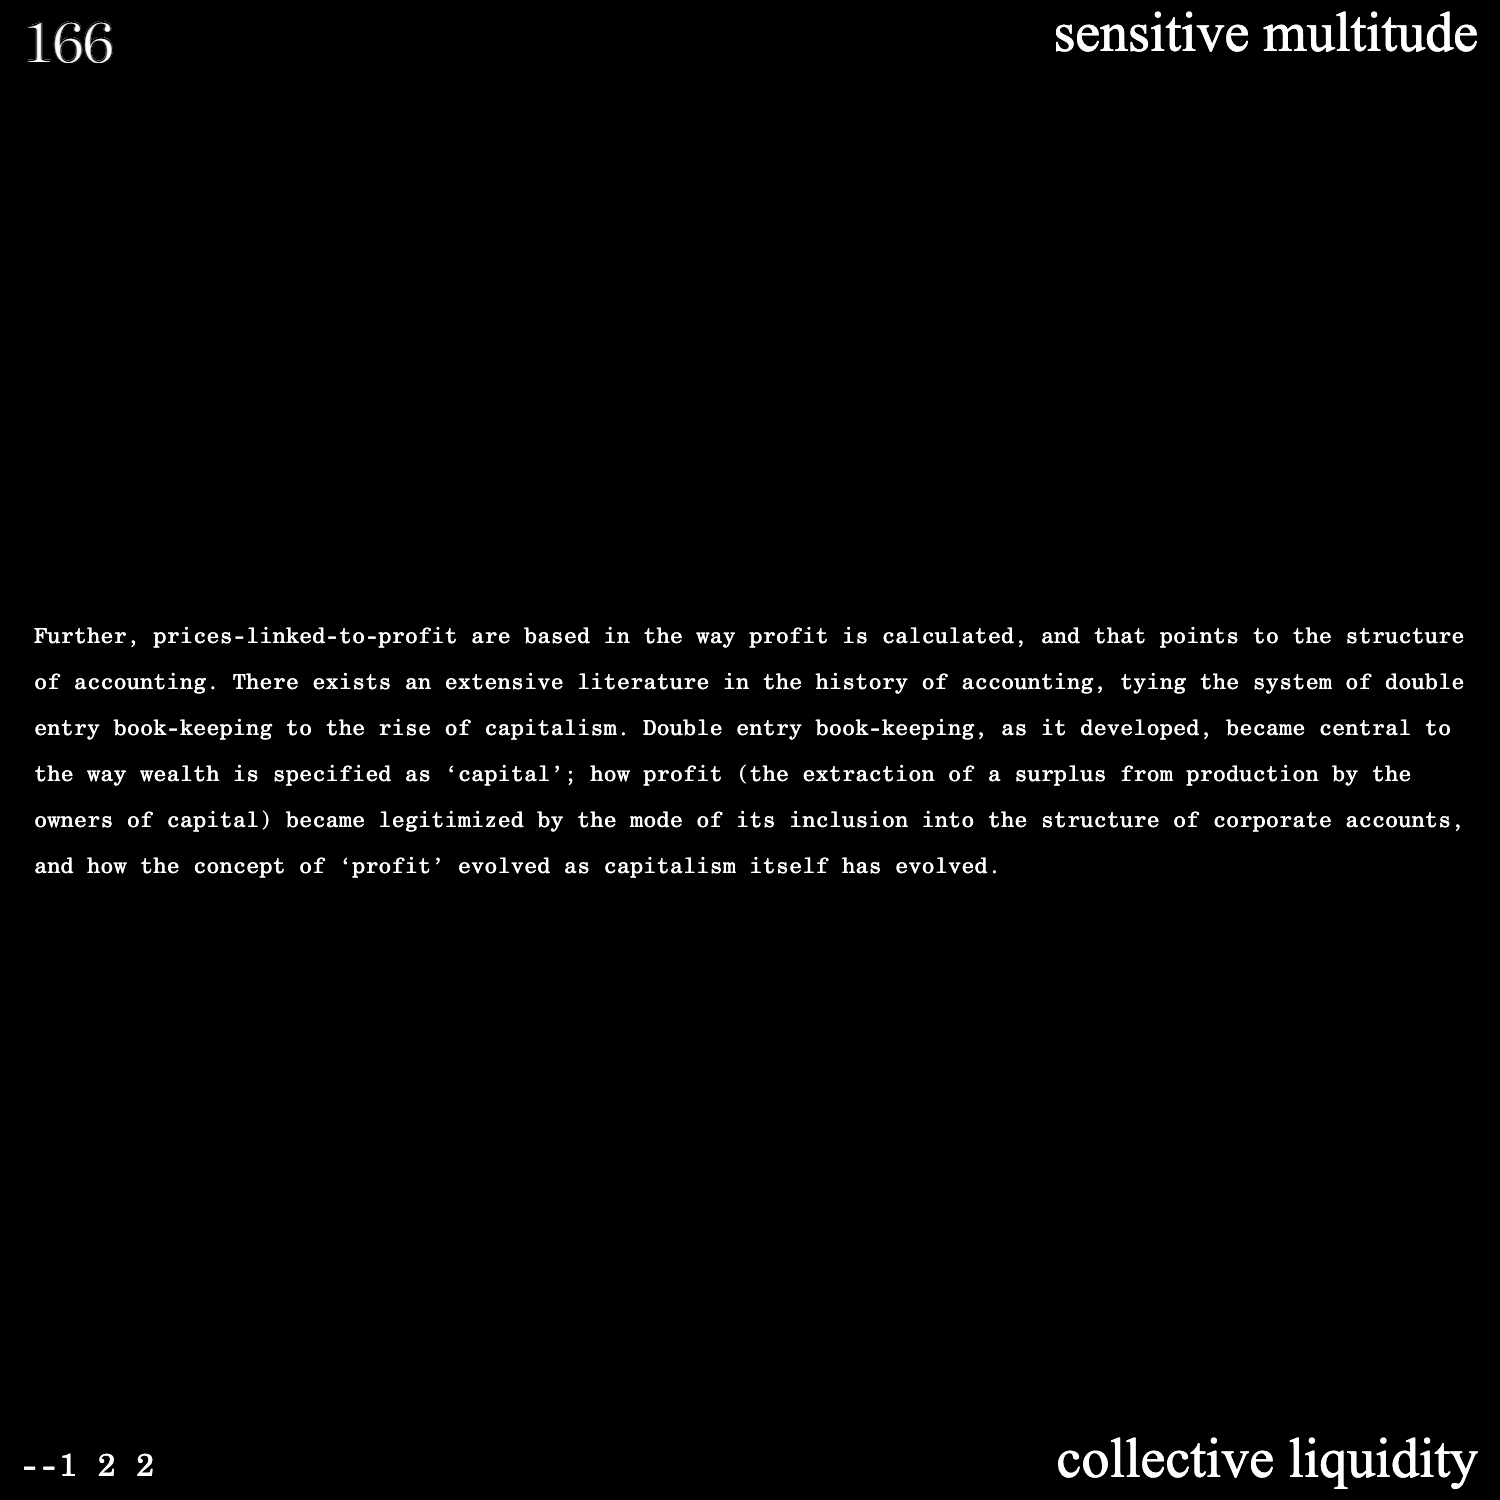 166
sensitive multitude
Further, prices-linked-to-profit are based in the way profit is calculated, and that points to the structure
of accounting. There exists an extensive literature in the history of accounting, tying the system of double
entry book-keeping to the rise of capitalism. Double entry book-keeping, as it developed, became central to
the way wealth is specified as ‘capital’; how profit (the extraction of a surplus from production by the
owners of capital) became legitimized by the mode of its inclusion into the structure of corporate accounts,
and how the concept of ‘profit’ evolved as capitalism itself has evolved.
--1 2 2
collective liquidity